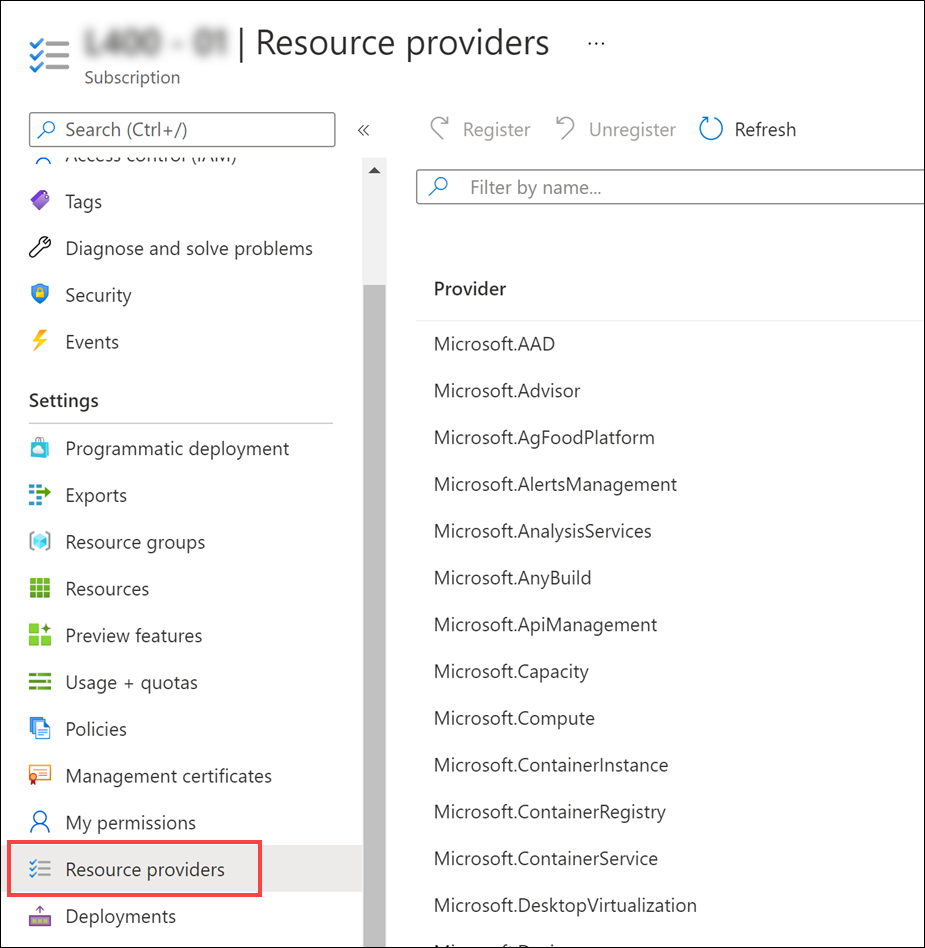 | Resource providers ...
Subscription
Search (Ctrl+/)
«
Register
Unregister
Refresh
Access control (IAM)
Filter by name...
Tags
Diagnose and solve problems
Security
Events
Settings
Programmatic deployment
Exports
Resource groups
Resources
Preview features
Usage + quotas
Policies
Management certificates
My permissions
Resource providers
Deployments
Provider
Microsoft.AAD
Microsoft.Advisor
Microsoft.AgFoodPlatform
Microsoft.AlertsManagement
Microsoft.AnalysisServices
Microsoft.AnyBuild
Microsoft.ApiManagement
Microsoft.Capacity
Microsoft.Compute
Microsoft.ContainerInstance
Microsoft.ContainerRegistry
Microsoft.ContainerService
Microsoft.DesktopVirtualization